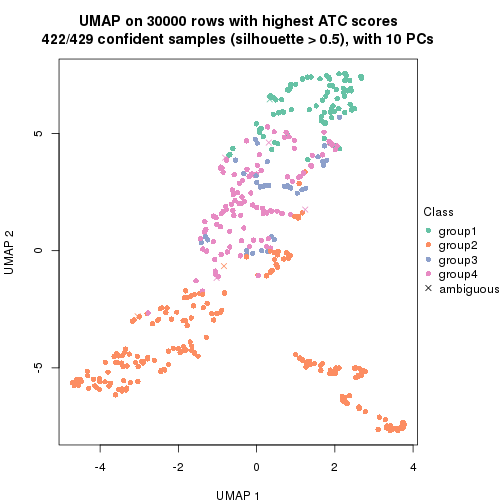 UMAP on 30000 rows with highest ATC scores
422/429 confident samples (silhouette > 0.5), with 10 PCs
5
0
-5
UMAP 2
-4
-2
0
2
4
UMAP 1
Class
group1
group2
group3
group4
ambiguous